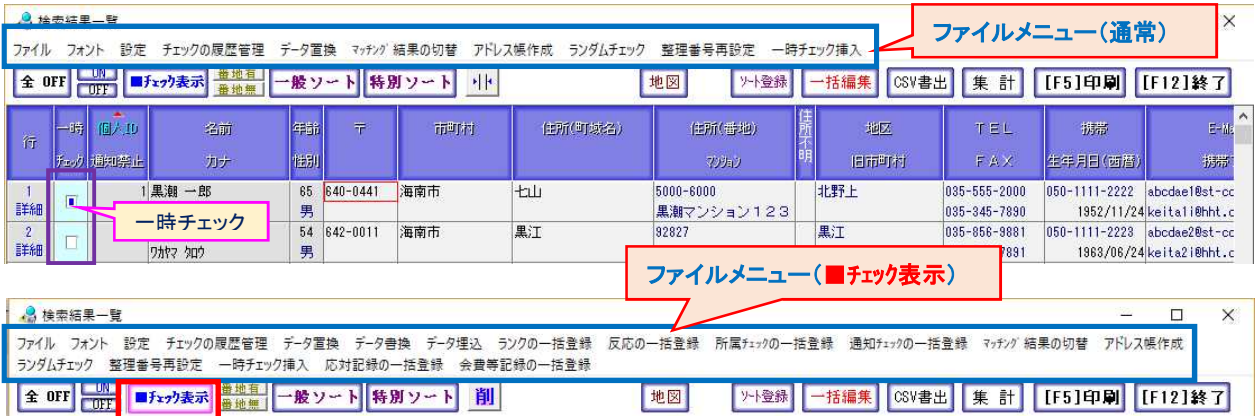 検索結果一覧
ファイルメニュー(通常)
ファイル フォント 設定 チェックの履歴管理 データ置換 マッチング結果の切替 アドレス帳作成 ランダムチェック 整理番号再設定 一時チェック挿入
全 OFF ON OFF ■チェック表示 番地有 番地無 一般ソート 特別ソート 地図 ソート登録 一括編集 CSV書出 集計 [F5]印刷 [F12]終了
行 一時 個人ID 名前 年齢 〒 市町村 住所(町域名) 住所(番地) 住所不明 地区 TEL 携帯
チェック 通知禁止 カナ 性別 マンション 旧市町村 FAX 生年月日(西暦)
1 1 黒潮 一郎 65 640-0441 海南市 七山 5000-6000 北野上 035-555-2000 050-1111-2222 abcdae1@st-cc
詳細 男 黒潮マンション123 035-345-7890 1952/11/24 keita1i@hht.c
一時チェック
2 54 642-0011 海南市 黒江 92827 黒江 035-856-9881 050-1111-2223 abcdae2@st-cc
詳細 ワカヤマ タロウ 男 7891 1963/06/24 keita2i@hht.c
ファイルメニュー(■チェック表示)
検索結果一覧
ファイル フォント 設定 チェックの履歴管理 データ置換 データ書換 データ埋込 ランクの一括登録 反応の一括登録 所属チェックの一括登録 通知チェックの一括登録 マッチング結果の切替 アドレス帳作成
ランダムチェック 整理番号再設定 一時チェック挿入 応対記録の一括登録 会費等記録の一括登録
全 OFF ON OFF ■チェック表示 番地有 番地無 一般ソート 特別ソート 削 地図 ソート登録 一括編集 CSV書出 集計 [F5]印刷 [F12]終了